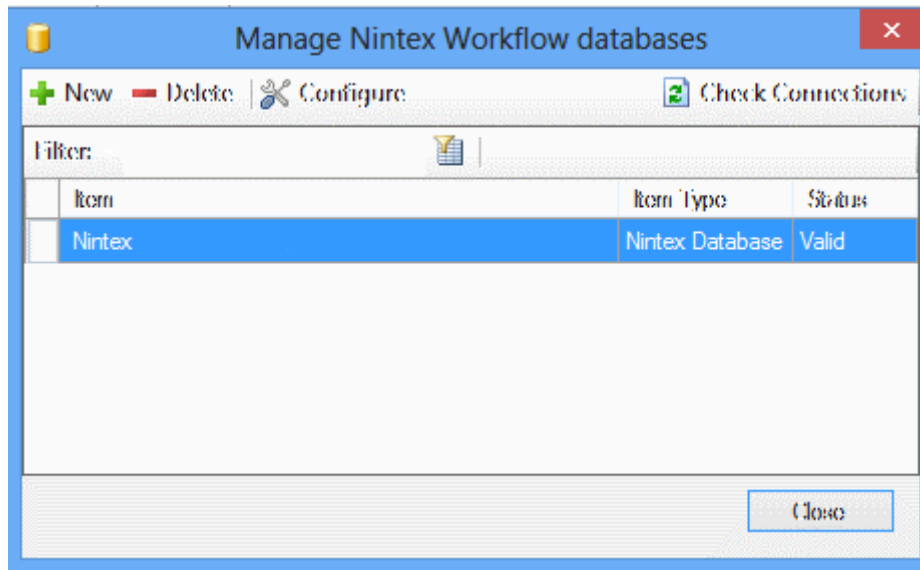 Manage Nintex Workflow databases
New Delete Configure Check Connections
Filter:
Item Item Type Status
Nintex Nintex Database Valid
Close